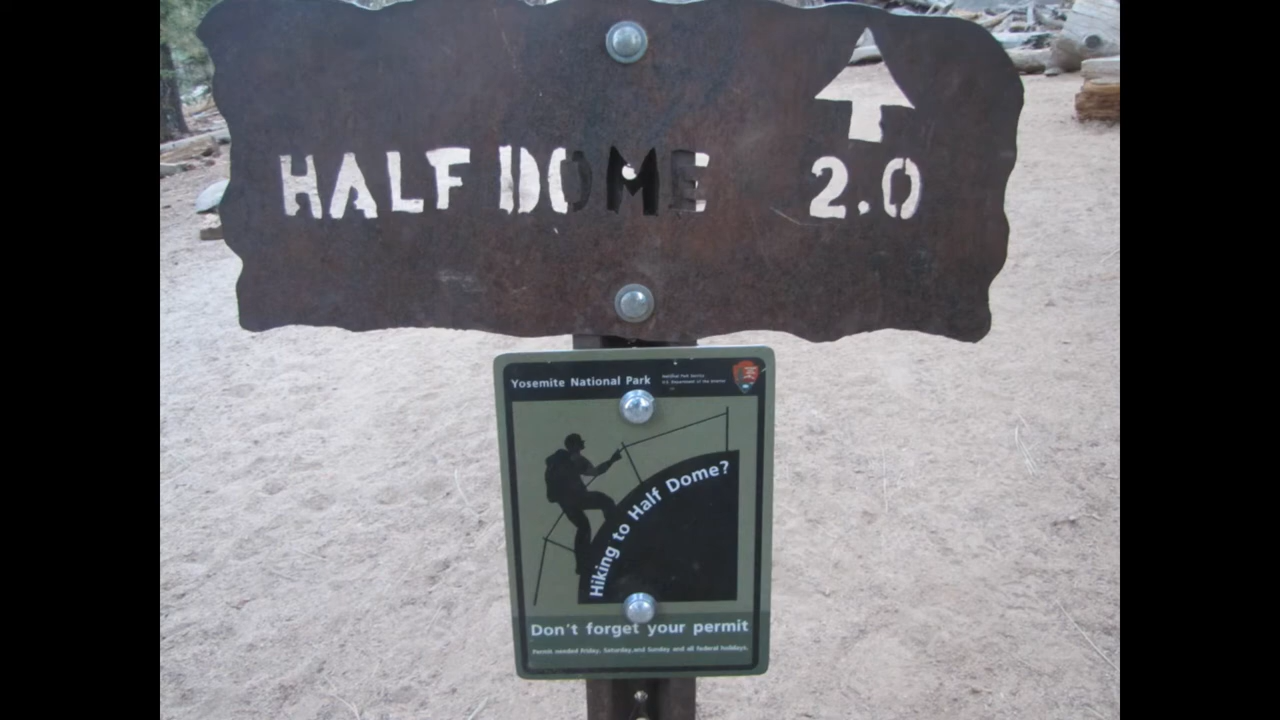 HALF DOME 2.0
Yosemite National Park
National Park Service
U.S. Department of the Interior
Hiking to Half Dome?
Don't forget your permit
Permit needed Friday, Saturday,and Sunday and all federal holidays.